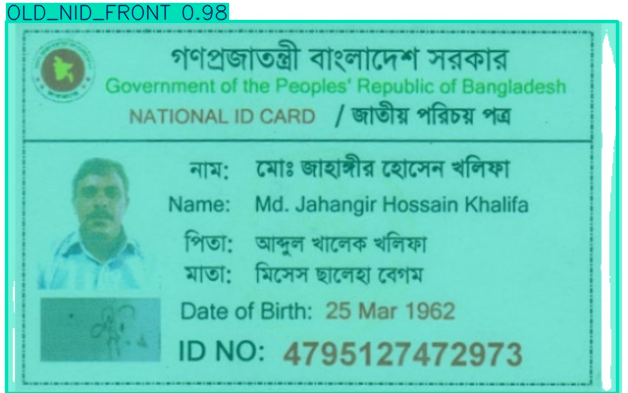 OLD_NID_FRONT 0.98
গণপ্রজাতন্ত্রী বাংলাদেশ সরকার
Government of the Peoples' Republic of Bangladesh
NATIONAL ID CARD / জাতীয় পরিচয় পত্র
নাম: মোঃ জাহাঙ্গীর হোসেন খলিফা
Name: Md. Jahangir Hossain Khalifa
পিতা: আব্দুল খালেক খলিফা
মাতা: মিসেস ছালেহা বেগম
Date of Birth: 25 Mar 1962
ID NO: 4795127472973